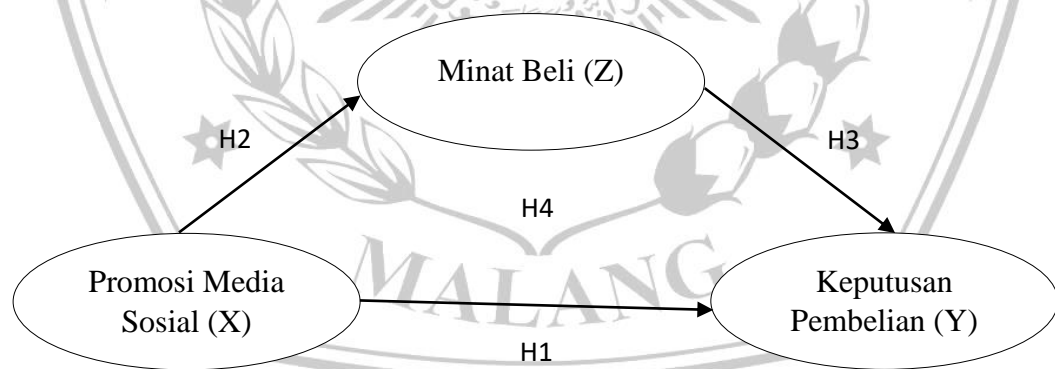 Minat Beli (Z)
H2
H3
H4
Promosi Media
Sosial (X)
MALANG
Keputusan
Pembelian (Y)
H1